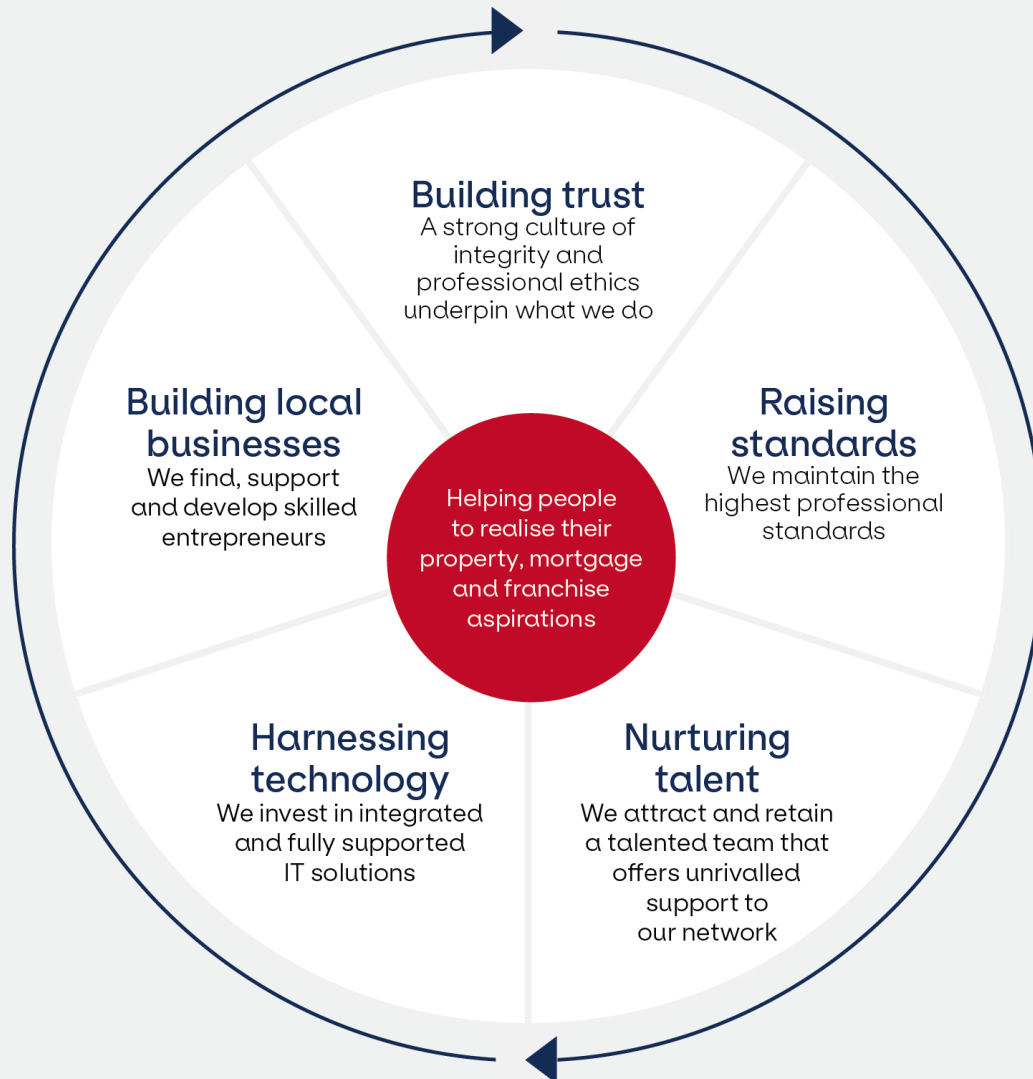 Building trust
A strong culture of
integrity and
professional ethics
underpin what we do
Raising
standards
We maintain the
highest professional
standards
Nurturing
talent
We attract and retain
a talented team that
offers unrivalled
support to
our network
Harnessing
technology
We invest in integrated
and fully supported
IT solutions
Building local
businesses
We find, support
and develop skilled
entrepreneurs
Helping people
to realise their
property, mortgage
and franchise
aspirations